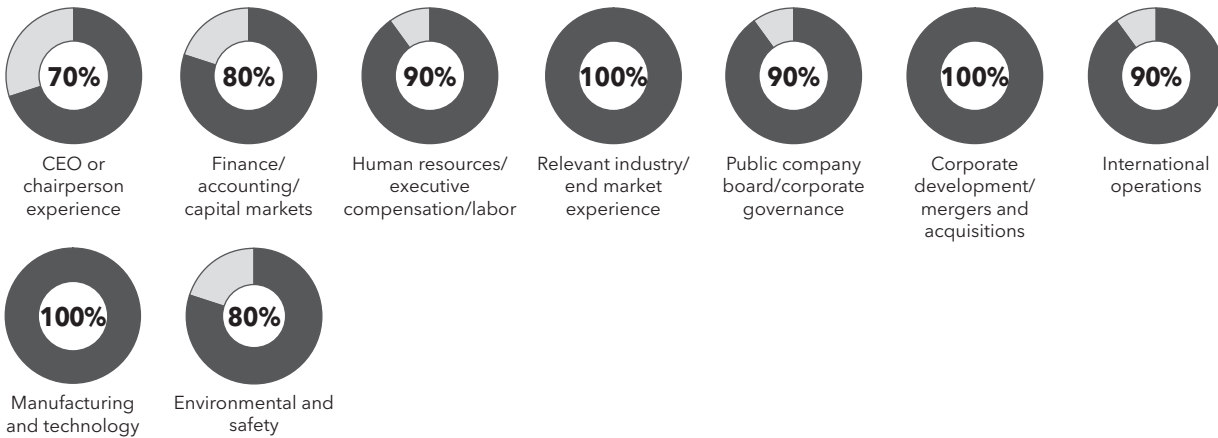 70%
CEO or
chairperson
experience
80%
Finance/
accounting/
capital markets
90%
Human resources/
executive
compensation/labor
100%
Relevant industry/
end market
experience
90%
Public company
board/corporate
governance
100%
Corporate
development/
mergers and
acquisitions
90%
International
operations
100%
Manufacturing
and technology
80%
Environmental and
safety